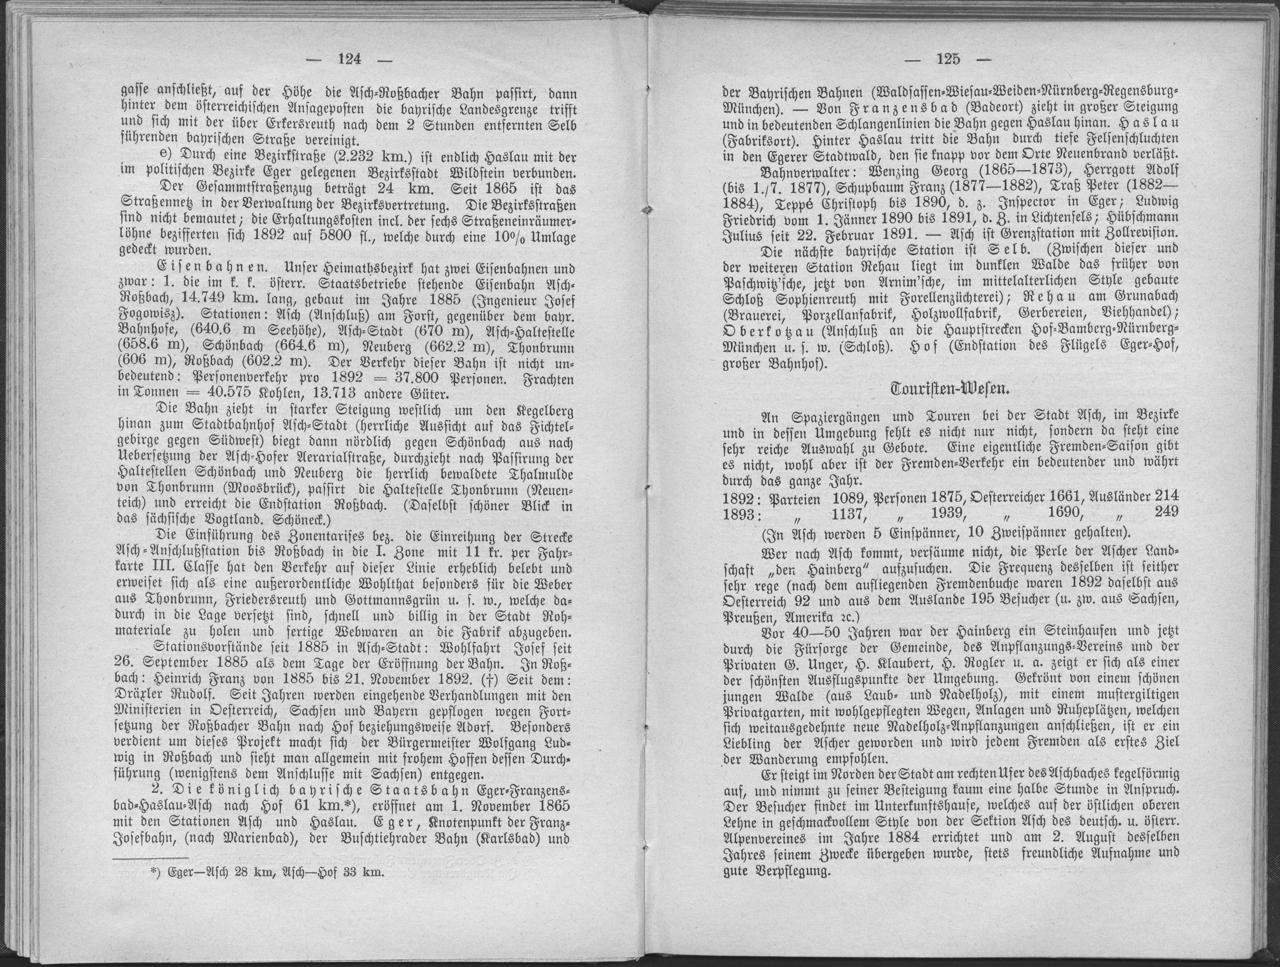 — 124 —
gasse anschließt, auf der Höhe die Asch-Roßbacher Bahn passirt, dann
hinter dem österreichischen Ansageposten die bayrische Landesgrenze trifft
und sich mit der über Erkersreuth nach dem 2 Stunden entfernten Selb
führenden bayrischen Straße vereinigt.
e) Durch eine Bezirkstraße (2.232 km.) ist endlich Haslau mit der
im politischen Bezirke Eger gelegenen Bezirksstadt Wildstein verbunden.
Der Gesammtstraßenzug beträgt 24 km. Seit 1865 ist das
Straßennetz in der Verwaltung der Bezirksvertretung. Die Bezirksstraßen
sind nicht bemautet; die Erhaltungskosten incl. der sechs Straßeneinräumer-
löhne bezifferten sich 1892 auf 5800 fl., welche durch eine 10% Umlage
gedeckt wurden.
Eisenbahnen. Unser Heimathsbezirk hat zwei Eisenbahnen und
zwar: 1. die im k. k. österr. Staatsbetriebe stehende Eisenbahn Asch-
Roßbach, 14.749 km. lang, gebaut im Jahre 1885 (Ingenieur Josef
Fogowisz). Stationen: Asch (Anschluß) am Forst, gegenüber dem bayr.
Bahnhofe, (640.6 m Seehöhe), Asch-Stadt (670 m), Asch-Haltestelle
(658.6 m), Schönbach (664.6 m), Neuberg (662.2 m), Thonbrunn
(606 m), Roßbach (602.2 m). Der Verkehr dieser Bahn ist nicht un-
bedeutend: Personenverkehr pro 1892 = 37.800 Personen. Frachten
in Tonnen = 40.575 Kohlen, 13.713 andere Güter.
Die Bahn zieht in starker Steigung westlich um den Kegelberg
hinan zum Stadtbahnhof Asch-Stadt (herrliche Aussicht auf das Fichtel-
gebirge gegen Südwest) biegt dann nördlich gegen Schönbach aus nach
Uebersetzung der Asch-Hofer Aerarialstraße, durchzieht nach Passirung der
Haltestellen Schönbach und Neuberg die herrlich bewaldete Thalmulde
von Thonbrunn (Moosbrück), passirt die Haltestelle Thonbrunn (Neuen-
teich) und erreicht die Endstation Roßbach. (Daselbst schöner Blick in
das sächsische Vogtland. Schöneck.)
Die Einführung des Zonentarifes bez. die Einreihung der Strecke
Asch-Anschlußstation bis Roßbach in die I. Zone mit 11 kr. per Fahr-
karte III. Classe hat den Verkehr auf dieser Linie erheblich belebt und
erweiset sich als eine außerordentliche Wohlthat besonders für die Weber
aus Thonbrunn, Friedersreuth und Gottmannsgrün u. s. w., welche da-
durch in die Lage versetzt sind, schnell und billig in der Stadt Roh-
materiale zu holen und fertige Webwaren an die Fabrik abzugeben.
Stationsvorstände seit 1885 in Asch-Stadt: Wohlfahrt Josef seit
26. September 1885 als dem Tage der Eröffnung der Bahn. In Roß-
bach: Heinrich Franz von 1885 bis 21. November 1892. (†) Seit dem:
Dräxler Rudolf. Seit Jahren werden eingehende Verhandlungen mit den
Ministerien in Oesterreich, Sachsen und Bayern gepflogen wegen Fort-
setzung der Roßbacher Bahn nach Hof beziehungsweise Adorf. Besonders
verdient um dieses Projekt macht sich der Bürgermeister Wolfgang Lud-
wig in Roßbach und sieht man allgemein mit frohem Hoffen dessen Durch-
führung (wenigstens dem Anschlusse mit Sachsen) entgegen.
2. Die königlich bayrische Staatsbahn Eger-Franzens-
bad-Haslau-Asch nach Hof 61 km.*), eröffnet am 1. November 1865
mit den Stationen Asch und Haslau. Eger, Knotenpunkt der Franz-
Josefbahn, (nach Marienbad), der Buschtiehrader Bahn (Karlsbad) und
*) Eger—Asch 28 km, Asch—Hof 33 km.
— 125 —
der Bayrischen Bahnen (Waldsassen-Wiesau-Weiden-Nürnberg-Regensburg-
München). — Von Franzensbad (Badeort) zieht in großer Steigung
und in bedeutenden Schlangenlinien die Bahn gegen Haslau hinan. Haslau
(Fabriksort). Hinter Haslau tritt die Bahn durch tiefe Felsenschluchten
in den Egerer Stadtwald, den sie knapp vor dem Orte Neuenbrand verläßt.
Bahnverwalter: Wenzing Georg (1865—1873), Herrgott Adolf
(bis 1./7. 1877), Schupbaum Franz (1877—1882), Traß Peter (1882—
1884), Teppé Christoph bis 1890, d. z. Inspector in Eger; Ludwig
Friedrich vom 1. Jänner 1890 bis 1891, d. Z. in Lichtenfels; Hübschmann
Julius seit 22. Februar 1891. — Asch ist Grenzstation mit Zollrevision.
Die nächste bayrische Station ist Selb. (Zwischen dieser und
der weiteren Station Rehau liegt im dunklen Walde das früher von
Paschwitz'sche, jetzt von Arnim'sche, im mittelalterlichen Style gebaute
Schloß Sophienreuth mit Forellenzüchterei); Rehau am Grunabach
(Brauerei, Porzellanfabrik, Holzwollfabrik, Gerbereien, Viehhandel);
Oberkotzau (Anschluß an die Hauptstrecken Hof-Bamberg-Nürnberg-
München u. s. w. (Schloß). Hof (Endstation des Flügels Eger-Hof,
großer Bahnhof).
Touristen-Wesen.
An Spaziergängen und Touren bei der Stadt Asch, im Bezirke
und in dessen Umgebung fehlt es nicht nur nicht, sondern da steht eine
sehr reiche Auswahl zu Gebote. Eine eigentliche Fremden-Saison gibt
es nicht, wohl aber ist der Fremden-Verkehr ein bedeutender und währt
durch das ganze Jahr.
1892: Parteien 1089, Personen 1875, Oesterreicher 1661, Ausländer 214
1893: „ 1137, „ 1939, „ 1690, „ 249
(In Asch werden 5 Einspänner, 10 Zweispänner gehalten).
Wer nach Asch kommt, versäume nicht, die Perle der Ascher Land-
schaft „den Hainberg" aufzusuchen. Die Frequenz desselben ist seither
sehr rege (nach dem aufliegenden Fremdenbuche waren 1892 daselbst aus
Oesterreich 92 und aus dem Auslande 195 Besucher (u. zw. aus Sachsen,
Preußen, Amerika ꝛc.)
Vor 40—50 Jahren war der Hainberg ein Steinhaufen und jetzt
durch die Fürsorge der Gemeinde, des Anpflanzungs-Vereins und der
Privaten G. Unger, H. Klaubert, H. Rogler u. a. zeigt er sich als einer
der schönsten Ausflugspunkte der Umgebung. Gekrönt von einem schönen
jungen Walde (aus Laub- und Nadelholz), mit einem mustergiltigen
Privatgarten, mit wohlgepflegten Wegen, Anlagen und Ruheplätzen, welchen
sich weitausgedehnte neue Nadelholz-Anpflanzungen anschließen, ist er ein
Liebling der Ascher geworden und wird jedem Fremden als erstes Ziel
der Wanderung empfohlen.
Er steigt im Norden der Stadt am rechten Ufer des Aschbaches kegelförmig
auf, und nimmt zu seiner Besteigung kaum eine halbe Stunde in Anspruch.
Der Besucher findet im Unterkunftshause, welches auf der östlichen oberen
Lehne in geschmackvollem Style von der Sektion Asch des deutsch. u. österr.
Alpenvereines im Jahre 1884 errichtet und am 2. August desselben
Jahres seinem Zwecke übergeben wurde, stets freundliche Aufnahme und
gute Verpflegung.